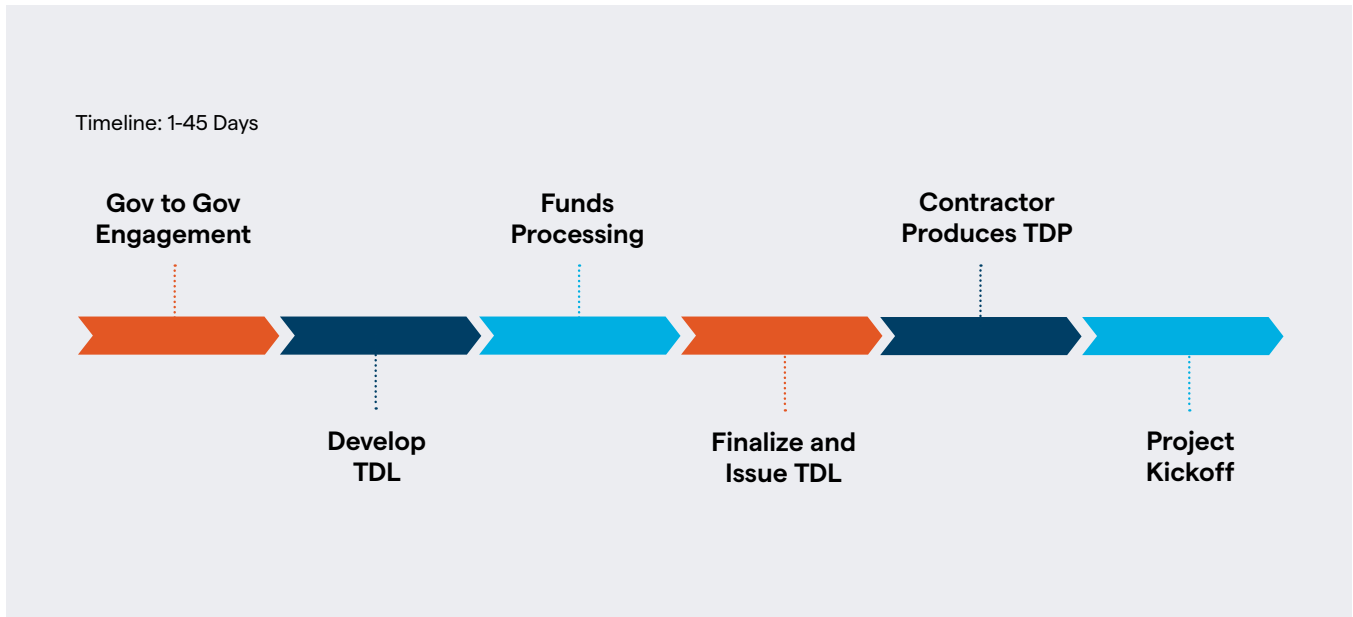 Timeline: 1-45 Days
Gov to Gov
Engagement
Develop
TDL
Funds
Processing
Finalize and
Issue TDL
Contractor
Produces TDP
Project
Kickoff